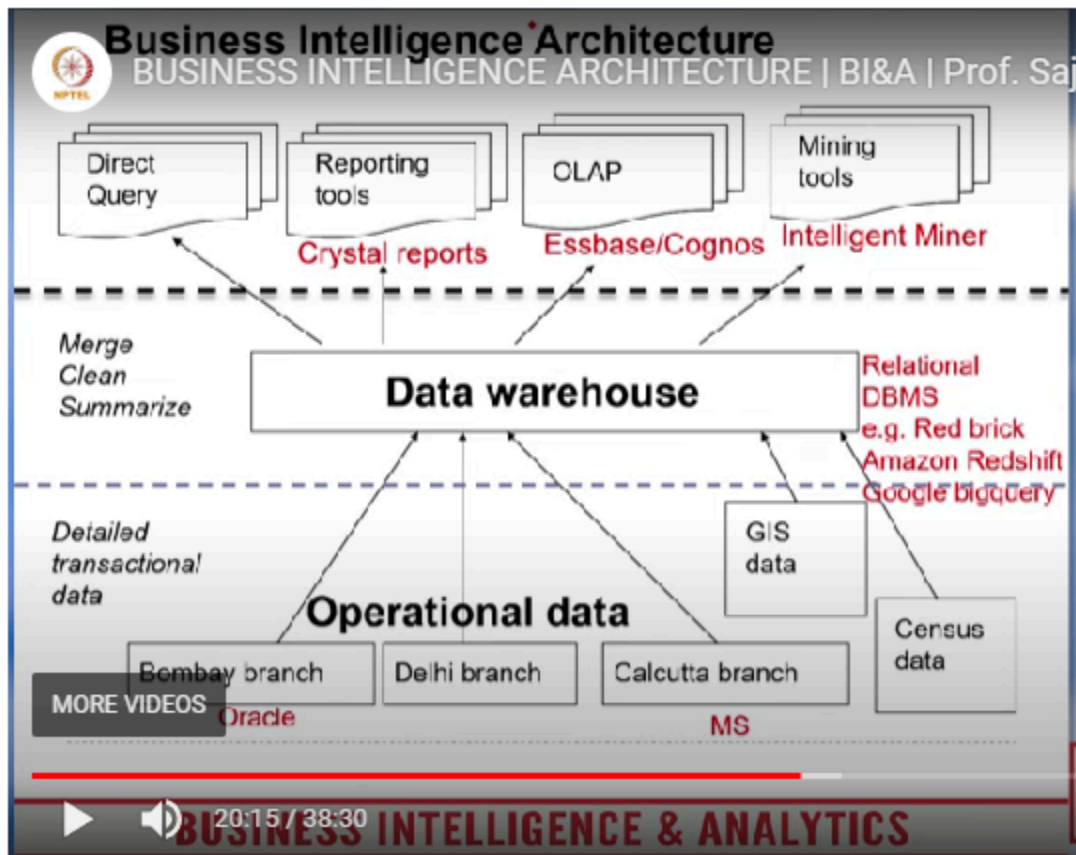 Business Intelligence Architecture
NPTEL
BUSINESS INTELLIGENCE ARCHITECTURE | BI&A | Prof. Saj
Direct
Query
Reporting
tools
OLAP
Mining
tools
Crystal reports
Essbase/Cognos
Intelligent Miner
Merge
Clean
Summarize
Data warehouse
Relational
DBMS
e.g. Red brick
Amazon Redshift
Google bigquery
Detailed
transactional
data
GIS
data
Operational data
Census
data
Bombay branch
Delhi branch
Calcutta branch
MORE VIDEOS
Oracle
MS
20:15 / 38:30
BUSINESS INTELLIGENCE & ANALYTICS